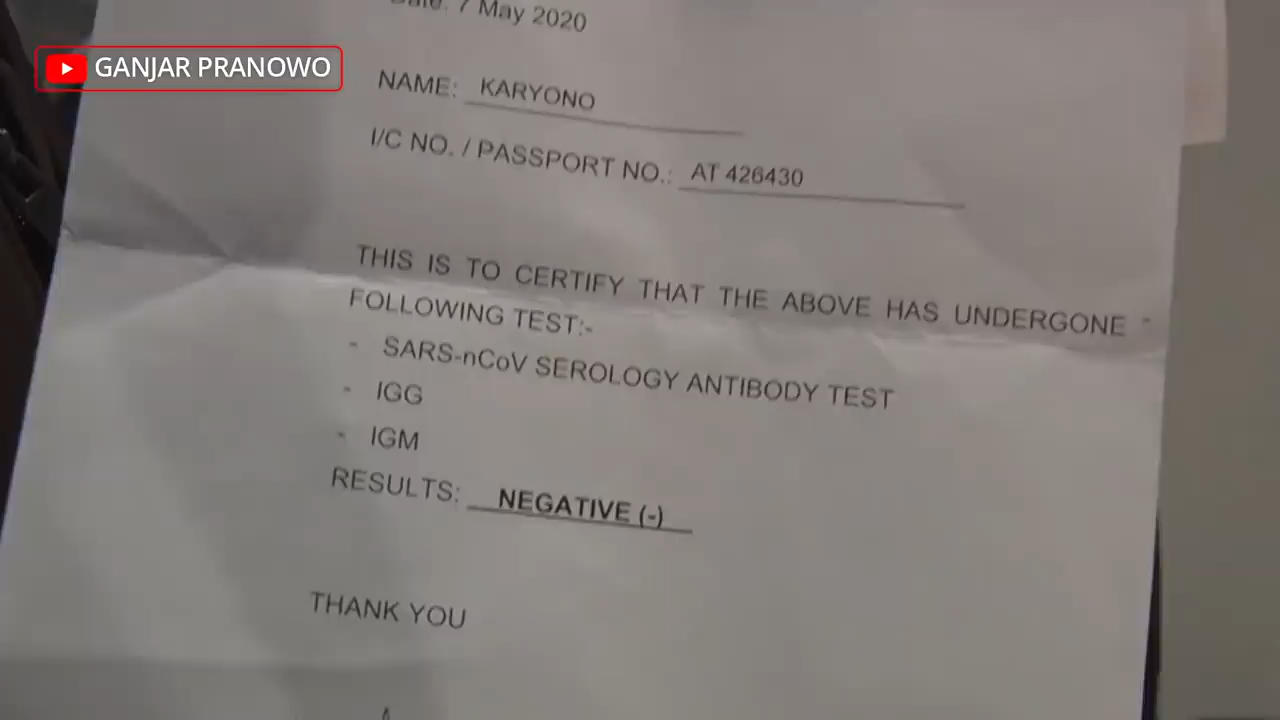 Date: 7 May 2020
GANJAR PRANOWO
NAME: KARYONO
I/C NO. / PASSPORT NO.: AT 426430
THIS IS TO CERTIFY THAT THE ABOVE HAS UNDERGONE
FOLLOWING TEST:-
- SARS-nCoV SEROLOGY ANTIBODY TEST
- IGG
- IGM
RESULTS: NEGATIVE (-)
THANK YOU